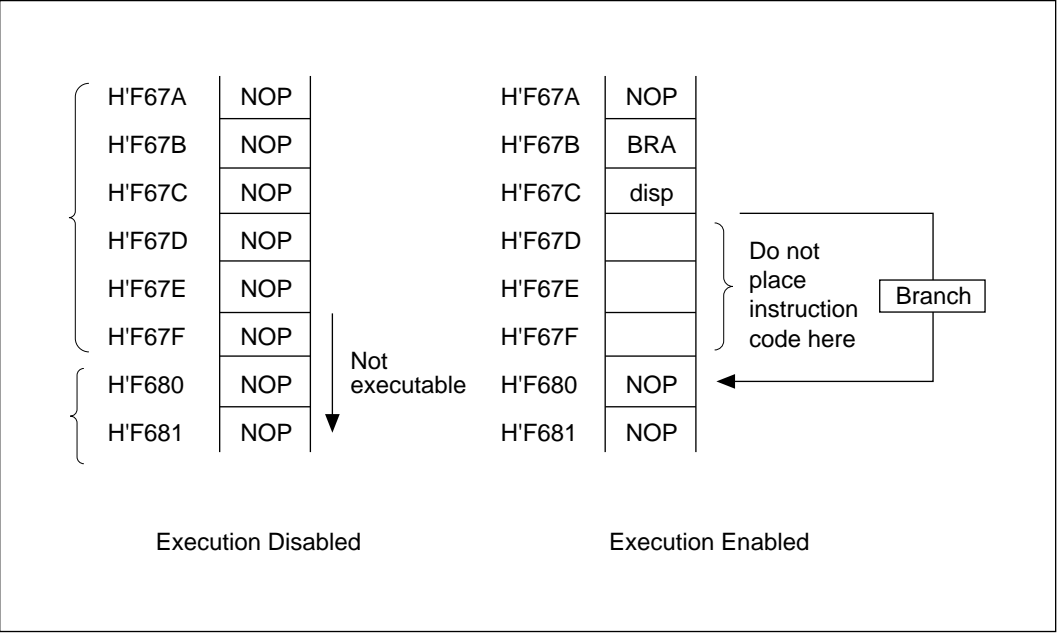 H'F67A NOP H'F67A NOP
H'F67B NOP H'F67B BRA
H'F67C NOP H'F67C disp
H'F67D NOP H'F67D
H'F67E NOP H'F67E
H'F67F NOP H'F67F
H'F680 NOP H'F680 NOP
H'F681 NOP H'F681 NOP
Not
executable
Do not
place
instruction
code here
Branch
Execution Disabled
Execution Enabled